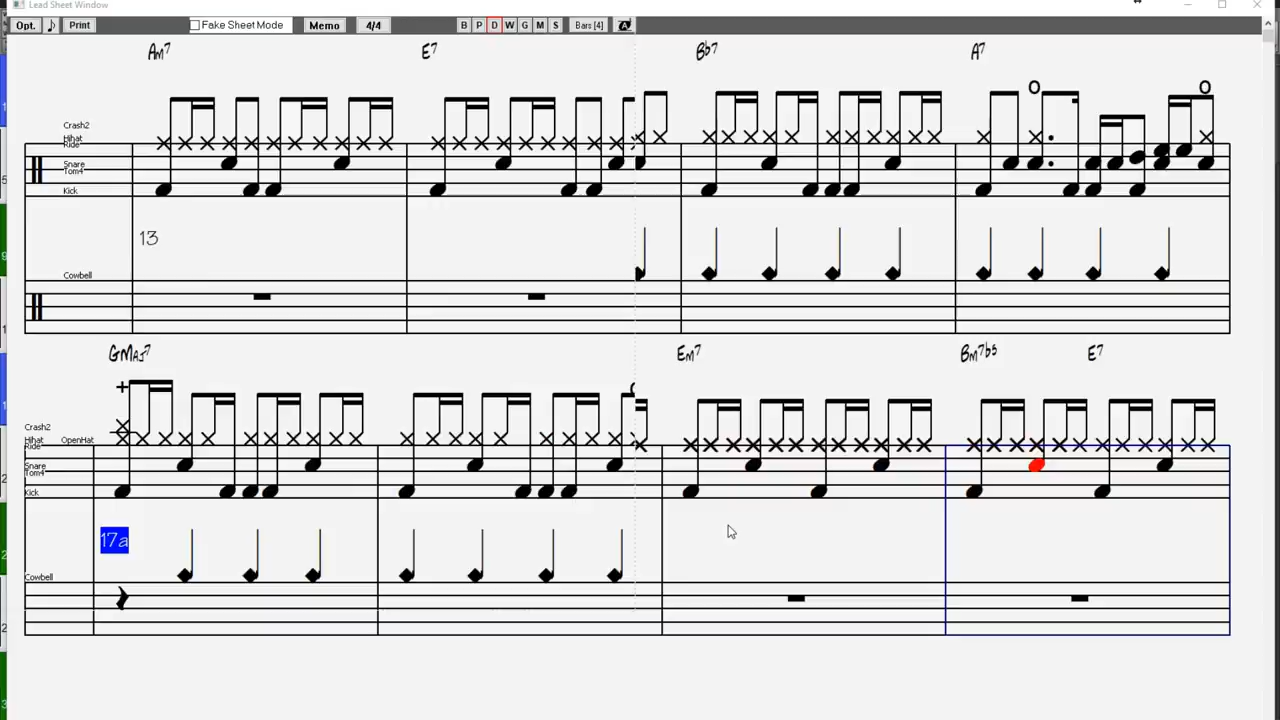 Lead Sheet Window
Opt. Print Fake Sheet Mode Memo 4/4 B P D W G M S Bars [4] A
Am7 E7 Bb7 A7
Crash2
Hihat
Ride
Snare
Tom4
Kick
13
Cowbell
GMAJ7 Em7 Bm7b5 E7
Crash2
Hihat OpenHat
Ride
Snare
Tom4
Kick
17a
Cowbell